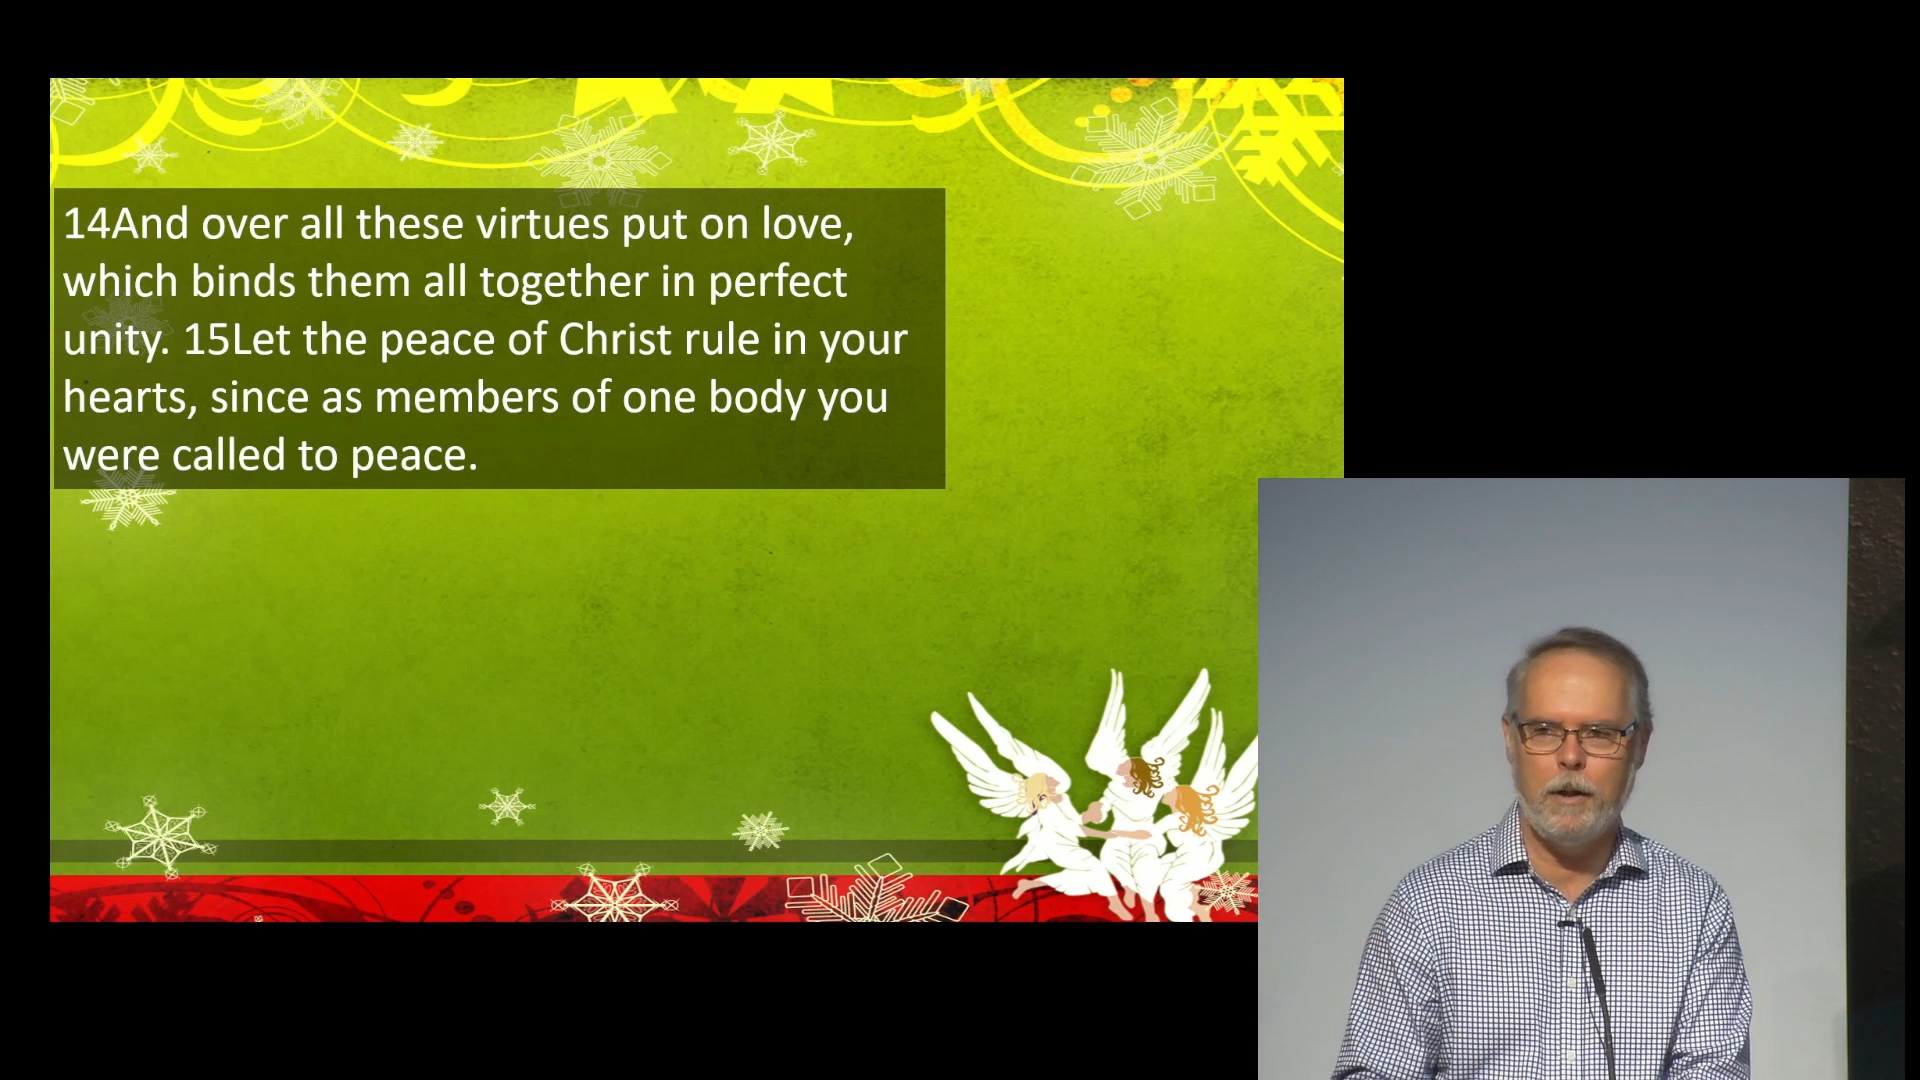 14And over all these virtues put on love,
which binds them all together in perfect
unity. 15Let the peace of Christ rule in your
hearts, since as members of one body you
were called to peace.